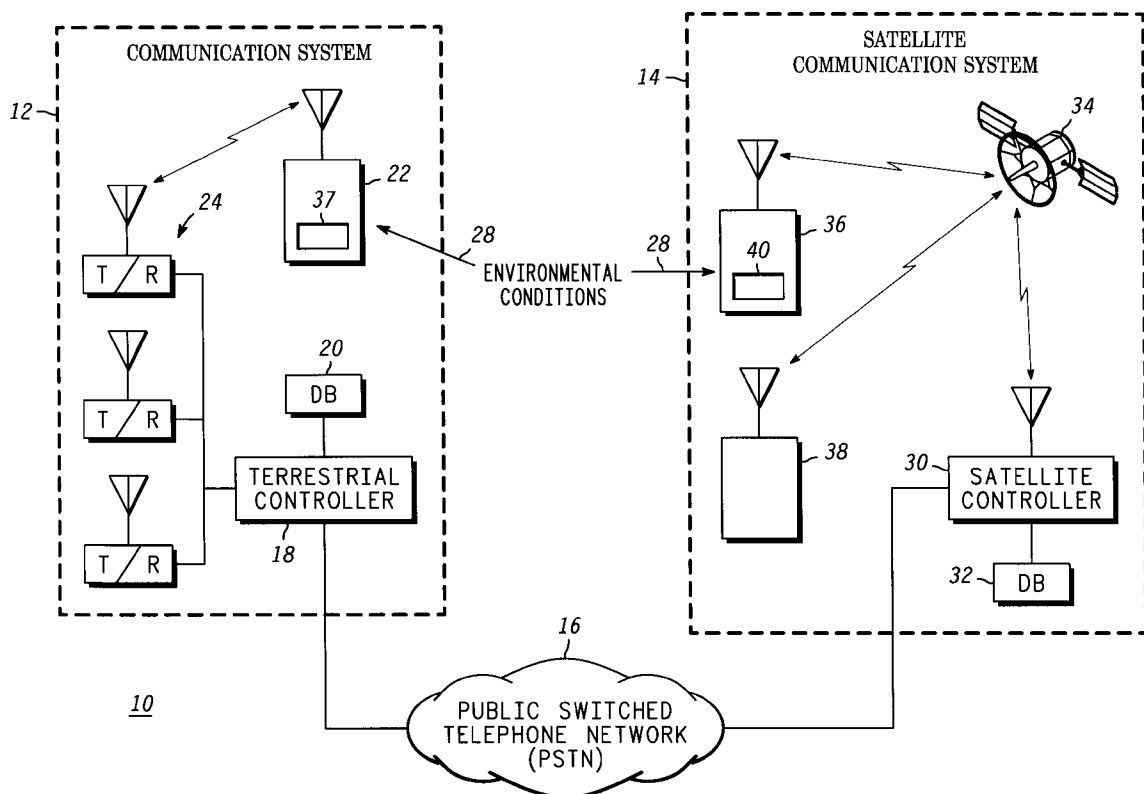 COMMUNICATION SYSTEM
12
22
37
24
T / R
28
20
DB
T / R
TERRESTRIAL
CONTROLLER
18
T / R
ENVIRONMENTAL
CONDITIONS
SATELLITE
COMMUNICATION SYSTEM
14
34
36
28
40
38
30
SATELLITE
CONTROLLER
32
DB
16
PUBLIC SWITCHED
TELEPHONE NETWORK
(PSTN)
10